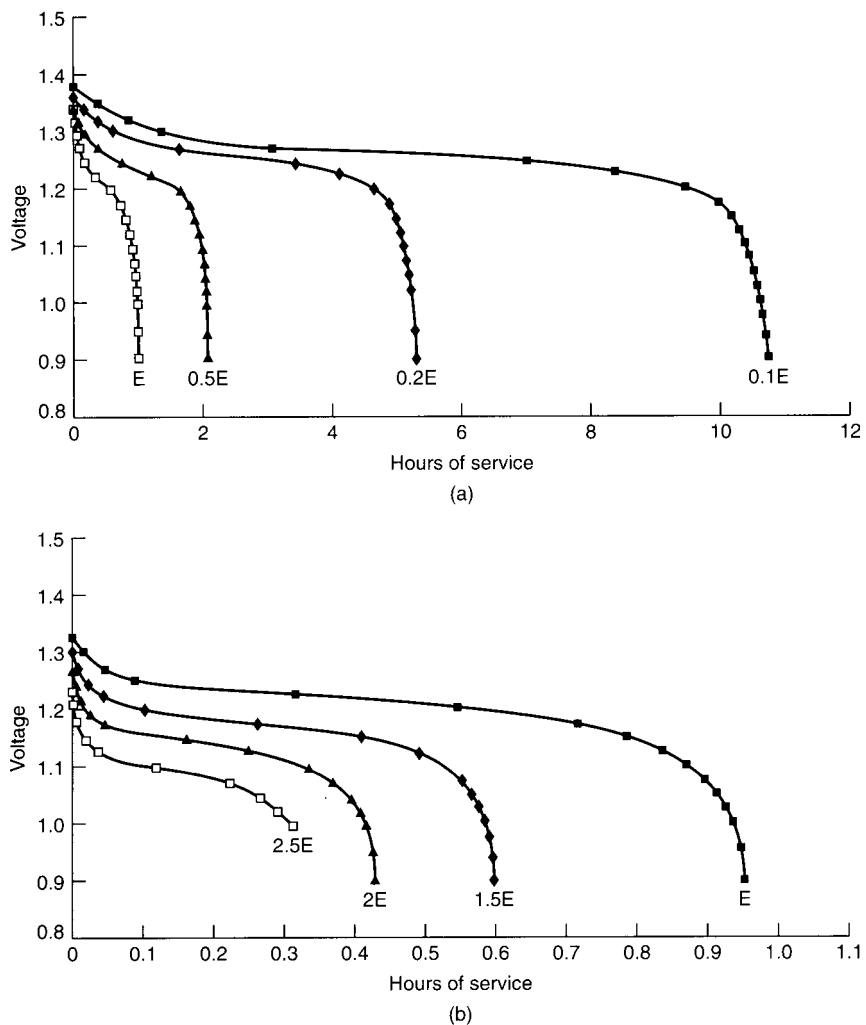 1.5
1.4
1.3
1.2
1.1
1.0
0.9
0.8
Voltage
E
0.5E
0.2E
0.1E
0 2 4 6 8 10 12
Hours of service
(a)
1.5
1.4
1.3
1.2
1.1
1.0
0.9
0.8
Voltage
2.5E
2E
1.5E
E
0 0.1 0.2 0.3 0.4 0.5 0.6 0.7 0.8 0.9 1.0 1.1
Hours of service
(b)